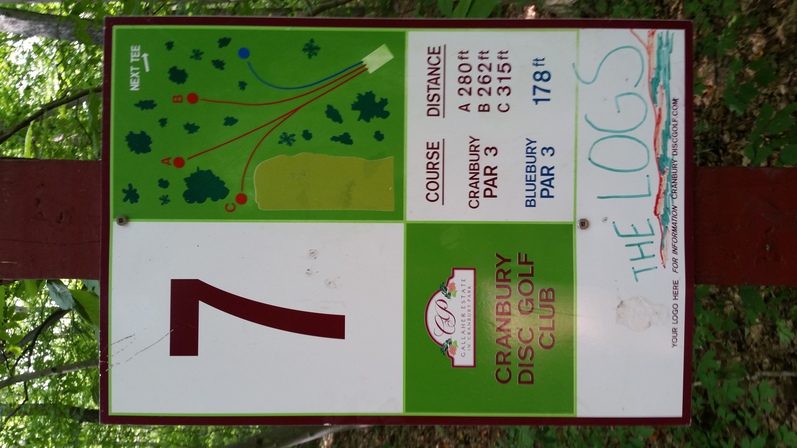 7
NEXT TEE
A
B
C
CP
GALLAHER ESTATE
IN CRANBURY PARK
CRANBURY
DISC GOLF
CLUB
COURSE DISTANCE
CRANBURY
PAR 3
A 280ft
B 262ft
C 315ft
BLUEBURY
PAR 3
178ft
THE LOGS
YOUR LOGO HERE FOR INFORMATION CRANBURY DISCGOLF.COM